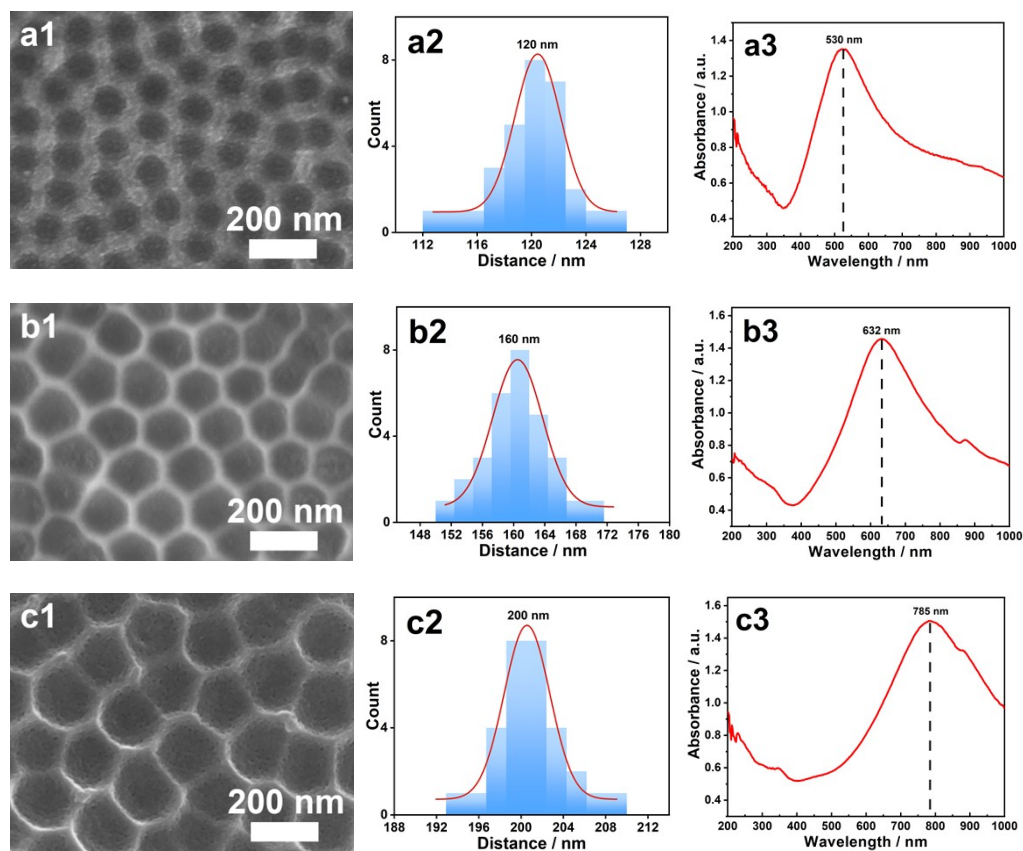 a1
200 nm
a2
120 nm
8
4
0
112 116 120 124 128
Count
Distance / nm
a3
530 nm
1.4
1.2
1.0
0.8
0.6
0.4
200 300 400 500 600 700 800 900 1000
Absorbance / a.u.
Wavelength / nm
b1
200 nm
b2
160 nm
8
4
0
148 152 156 160 164 168 172 176 180
Count
Distance / nm
b3
632 nm
1.6
1.4
1.2
1.0
0.8
0.6
0.4
200 300 400 500 600 700 800 900 1000
Absorbance / a.u.
Wavelength / nm
c1
200 nm
c2
200 nm
8
4
0
188 192 196 200 204 208 212
Count
Distance / nm
c3
785 nm
1.6
1.4
1.2
1.0
0.8
0.6
0.4
200 300 400 500 600 700 800 900 1000
Absorbance / a.u.
Wavelength / nm